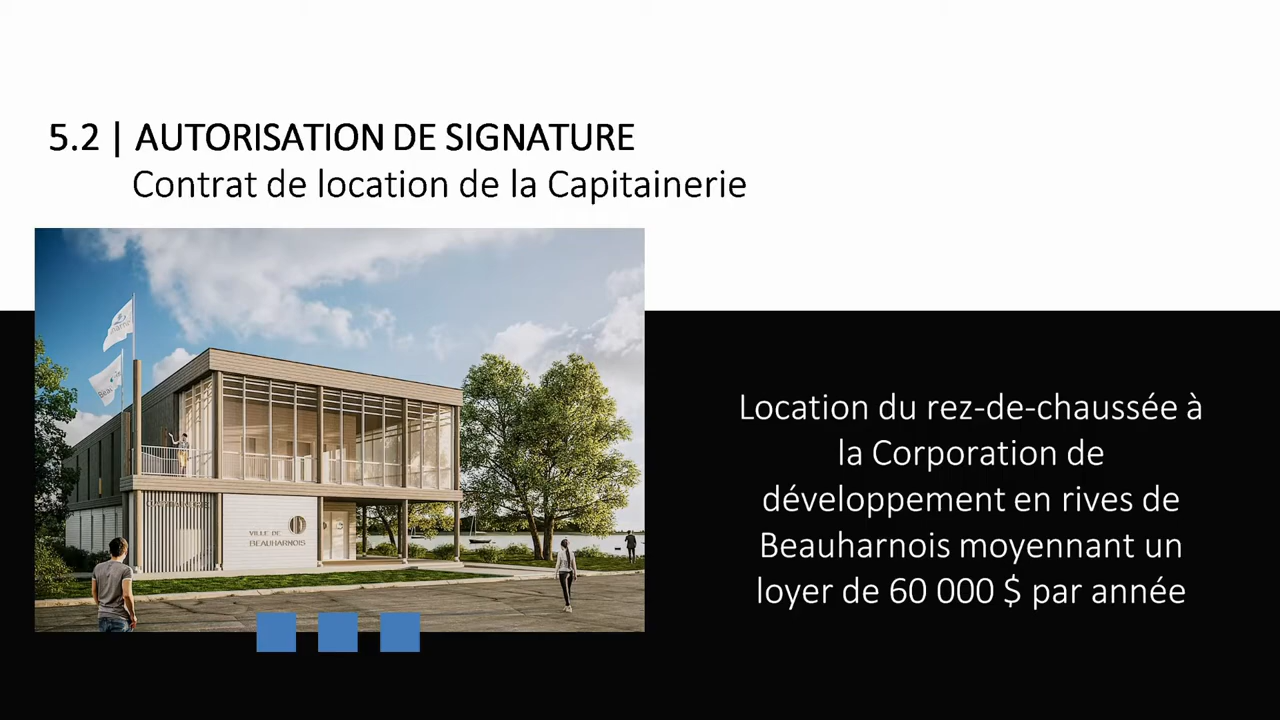 5.2 | AUTORISATION DE SIGNATURE
Contrat de location de la Capitainerie
VILLE DE
BEAUHARNOIS
Location du rez-de-chaussée à
la Corporation de
développement en rives de
Beauharnois moyennant un
loyer de 60 000 $ par année